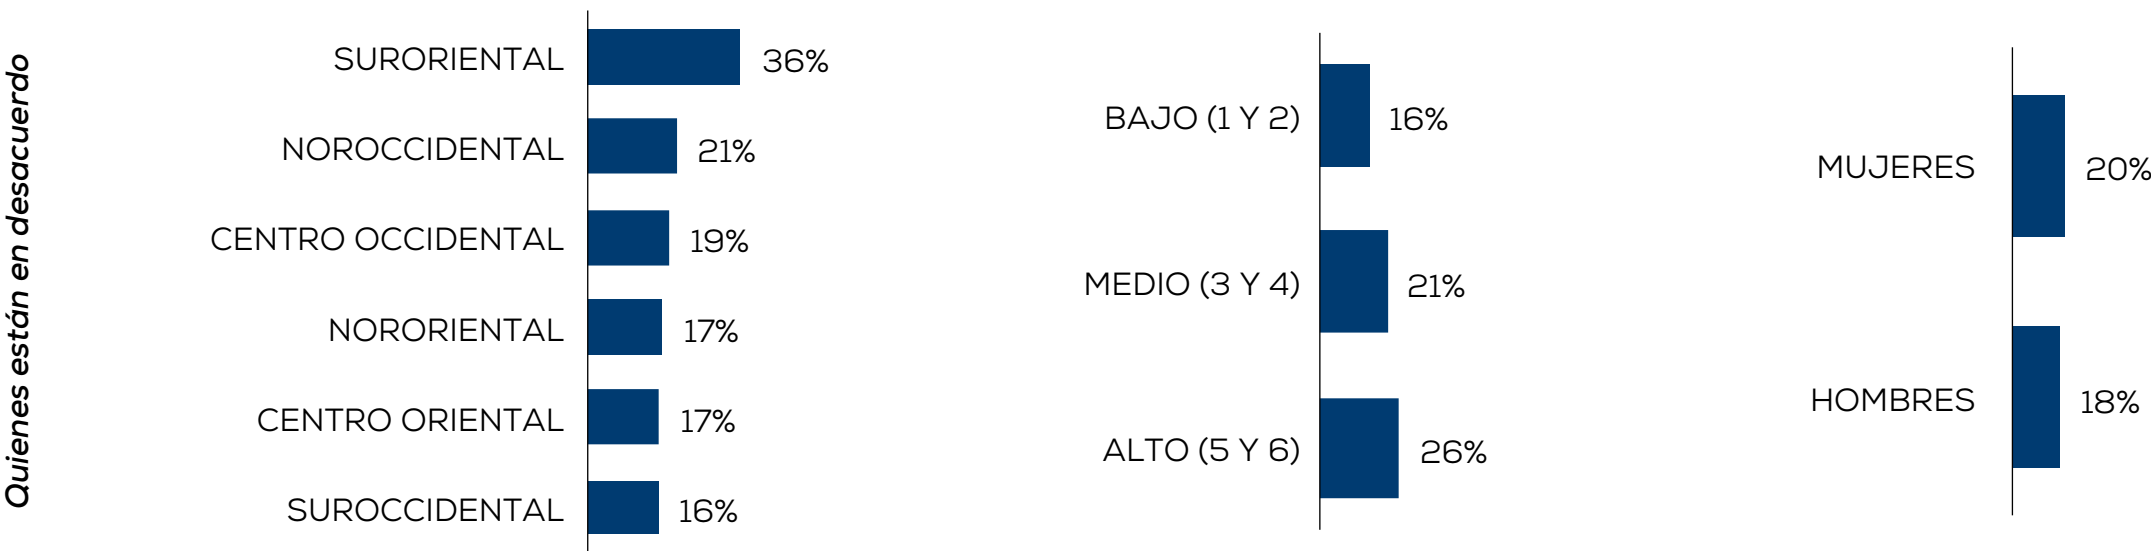 Quienes están en desacuerdo
SURORIENTAL 36%
NOROCCIDENTAL 21%
CENTRO OCCIDENTAL 19%
NORORIENTAL 17%
CENTRO ORIENTAL 17%
SUROCCIDENTAL 16%
BAJO (1 Y 2) 16%
MEDIO (3 Y 4) 21%
ALTO (5 Y 6) 26%
MUJERES 20%
HOMBRES 18%